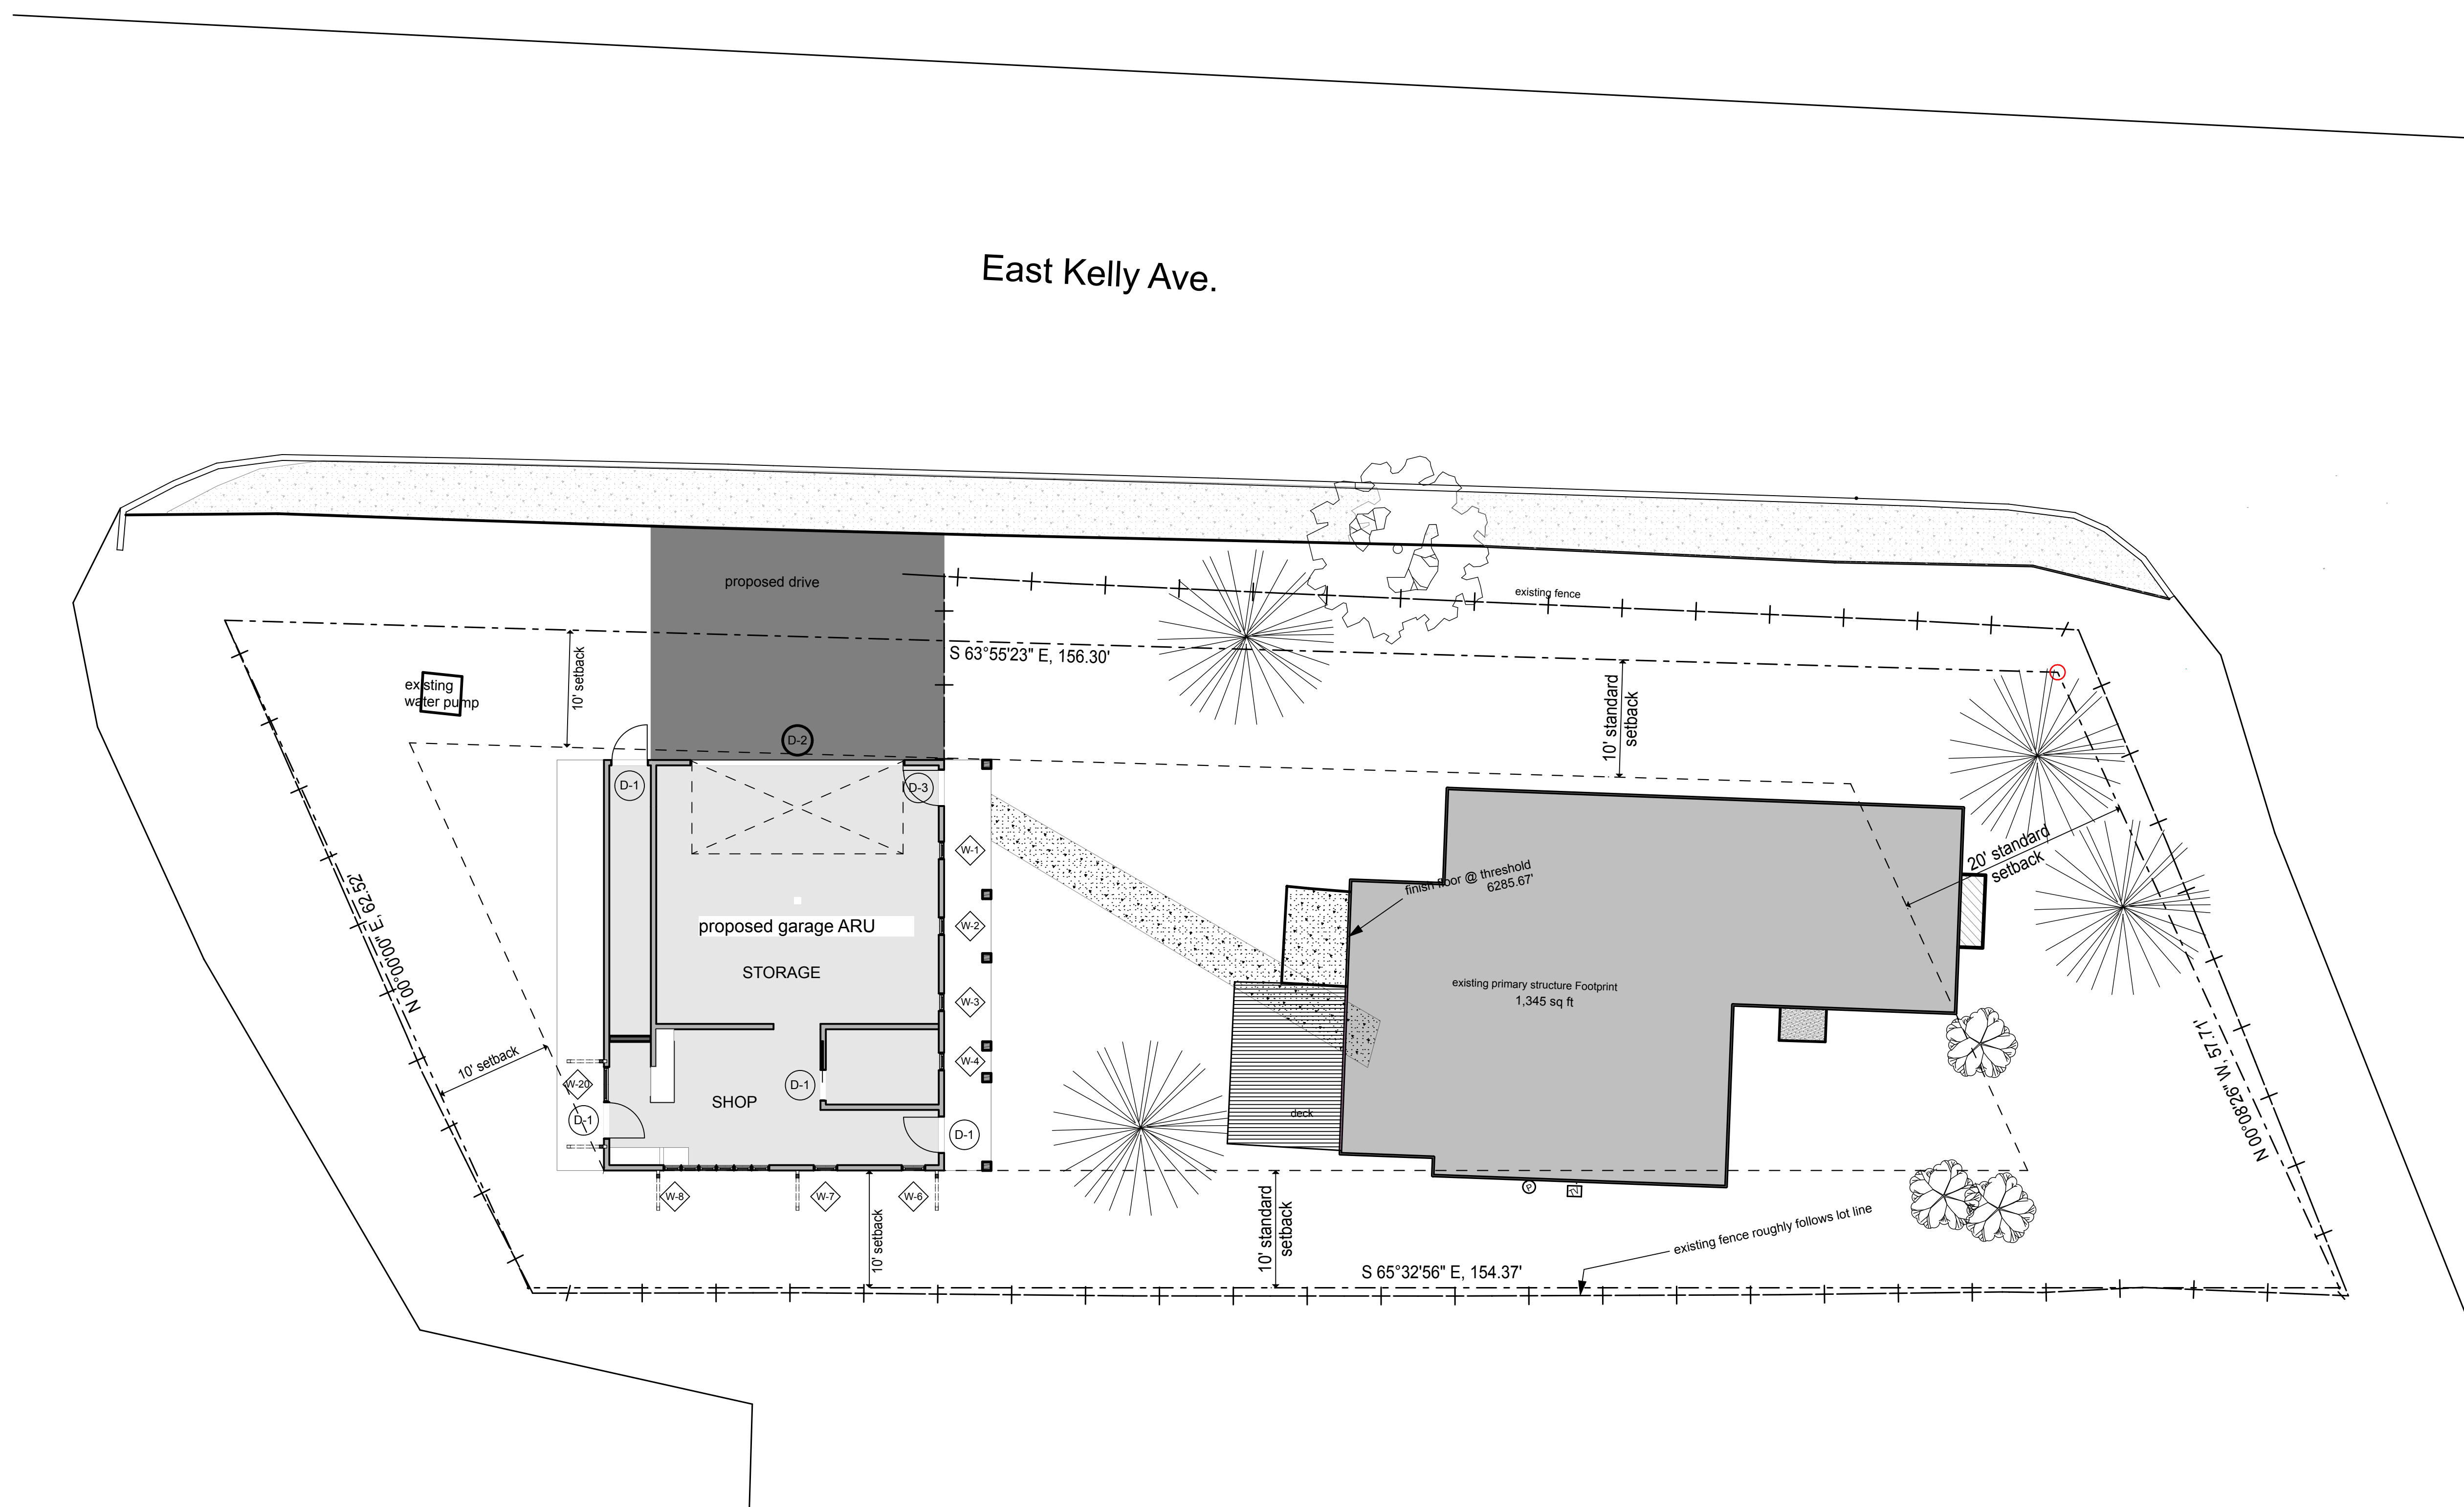 East Kelly Ave.
proposed drive
existing fence
S 63°55'23" E, 156.30'
10' setback
existing
water pump
10' standard
setback
D-2
D-1
D-3
W-1
20' standard
setback
finish floor @ threshold
6285.67'
proposed garage ARU
W-2
N 00°00'00" E, 62.52'
STORAGE
existing primary structure Footprint
1,345 sq ft
W-3
10' setback
W-4
W-20
D-1
SHOP
D-1
D-1
deck
N 00°08'26" W, 57.71'
W-8
W-7
W-6
P
10' setback
10' standard
setback
existing fence roughly follows lot line
S 65°32'56" E, 154.37'